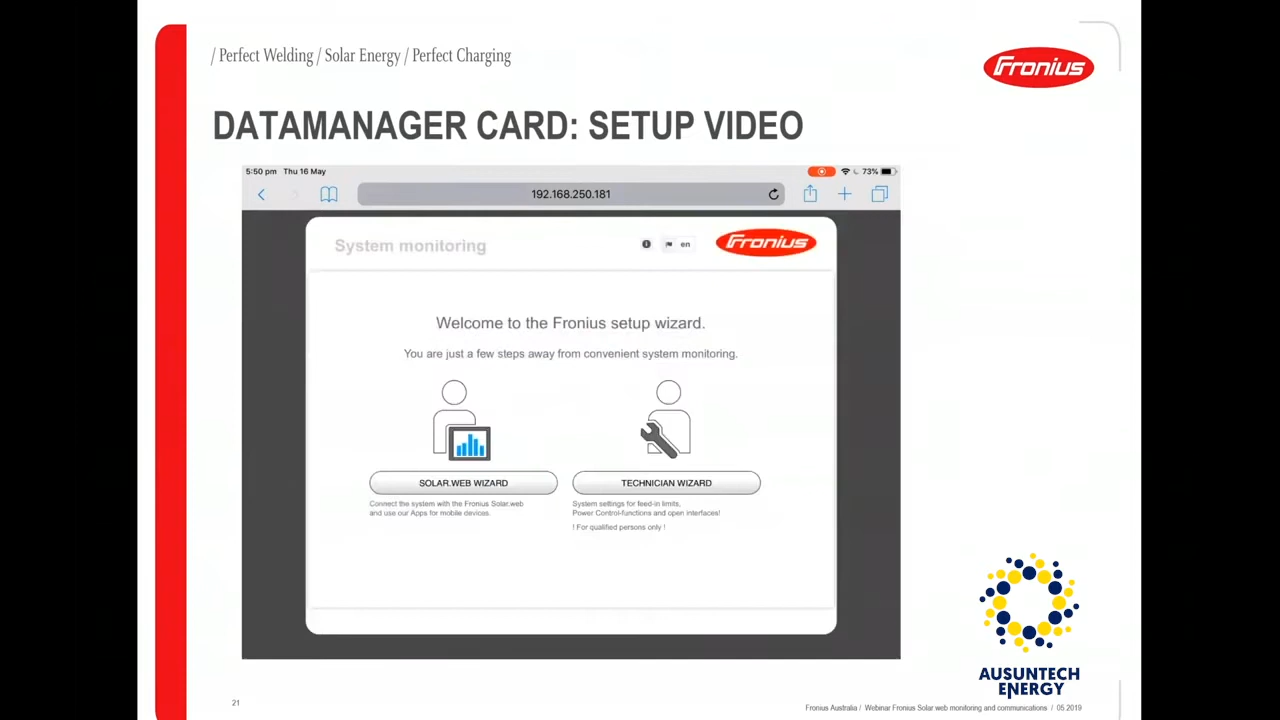 / Perfect Welding / Solar Energy / Perfect Charging
Fronius
DATAMANAGER CARD: SETUP VIDEO
5:50 pm Thu 16 May
73%
192.168.250.181
System monitoring
en
Fronius
Welcome to the Fronius setup wizard.
You are just a few steps away from convenient system monitoring.
SOLAR.WEB WIZARD
Connect the system with the Fronius Solar.web
and use our Apps for mobile devices.
TECHNICIAN WIZARD
System settings for feed-in limits,
Power Control-functions and open interfaces!
! For qualified persons only !
AUSUNTECH
ENERGY
21
Fronius Australia / Webinar Fronius Solar web monitoring and communications / 05.2019